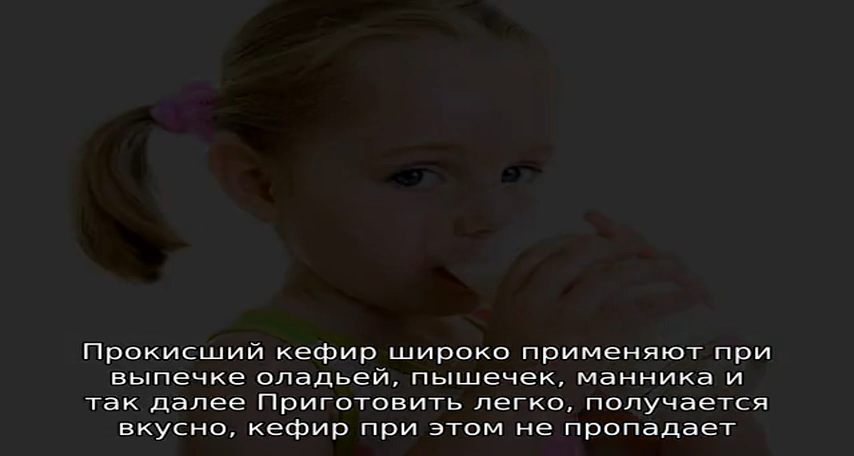 Прокисший кефир широко применяют при
выпечке оладьей, пышечек, манника и
так далее Приготовить легко, получается
вкусно, кефир при этом не пропадает